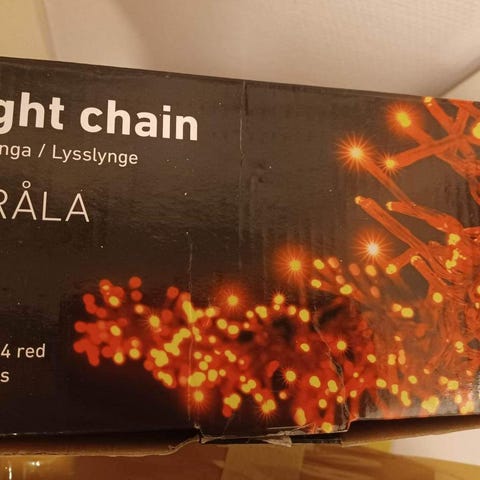 ght chain
nga / Lysslynge
RÅLA
4 red
s